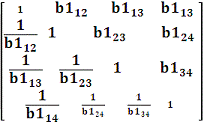 1 b1₁₂ b1₁₃ b1₁₃
1/b1₁₂ 1 b1₂₃ b1₂₄
1/b1₁₃ 1/b1₂₃ 1 b1₃₄
1/b1₁₄ 1/b1₂₄ 1/b1₃₄ 1